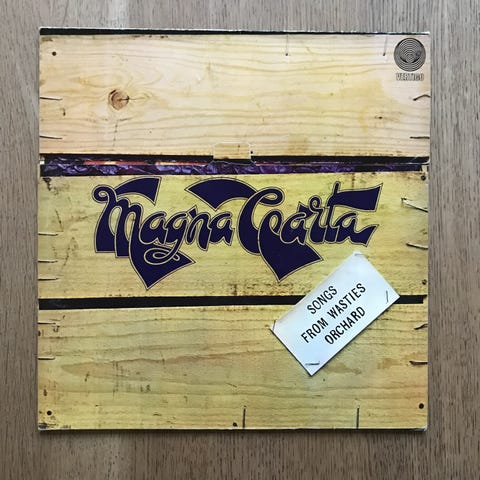 VERTIGO
Magna Carta
SONGS
FROM WASTIES
ORCHARD